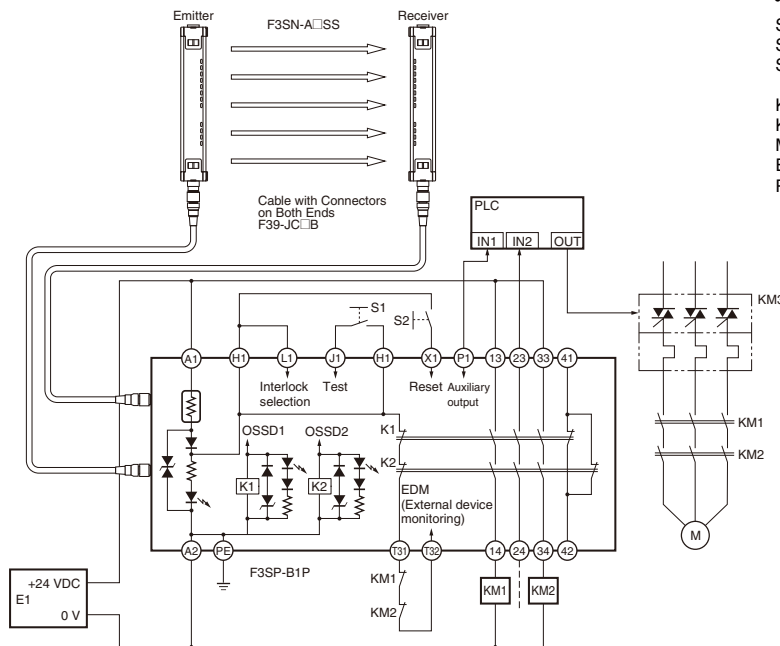 Emitter
F3SN-A□SS
Receiver
S
S
S
K
K
M
E
F
Cable with Connectors
on Both Ends
F39-JC□B
PLC
IN1 IN2 OUT
KM3
S1
S2
A1 H1 L1 J1 H1 X1 P1 13 23 33 41
Interlock
selection
Test
Reset
Auxiliary
output
OSSD1
OSSD2
K1
K2
K1
K2
EDM
(External device
monitoring)
KM1
KM2
M
A2 PE T31 T32 14 24 34 42
F3SP-B1P
KM1
KM2
KM1
KM2
+24 VDC
E1
0 V